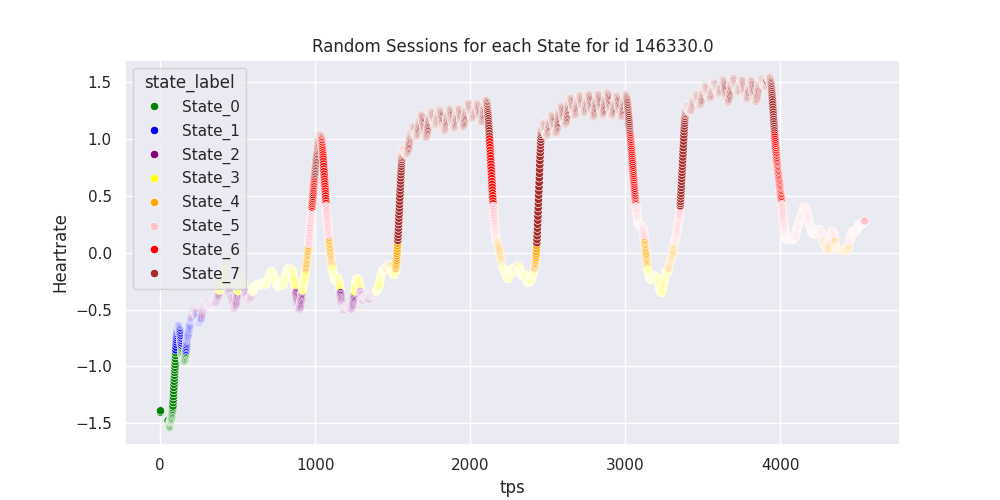 Random Sessions for each State for id 146330.0
Heartrate
1.5
1.0
0.5
0.0
−0.5
−1.0
−1.5
state_label
State_0
State_1
State_2
State_3
State_4
State_5
State_6
State_7
0 1000 2000 3000 4000
tps